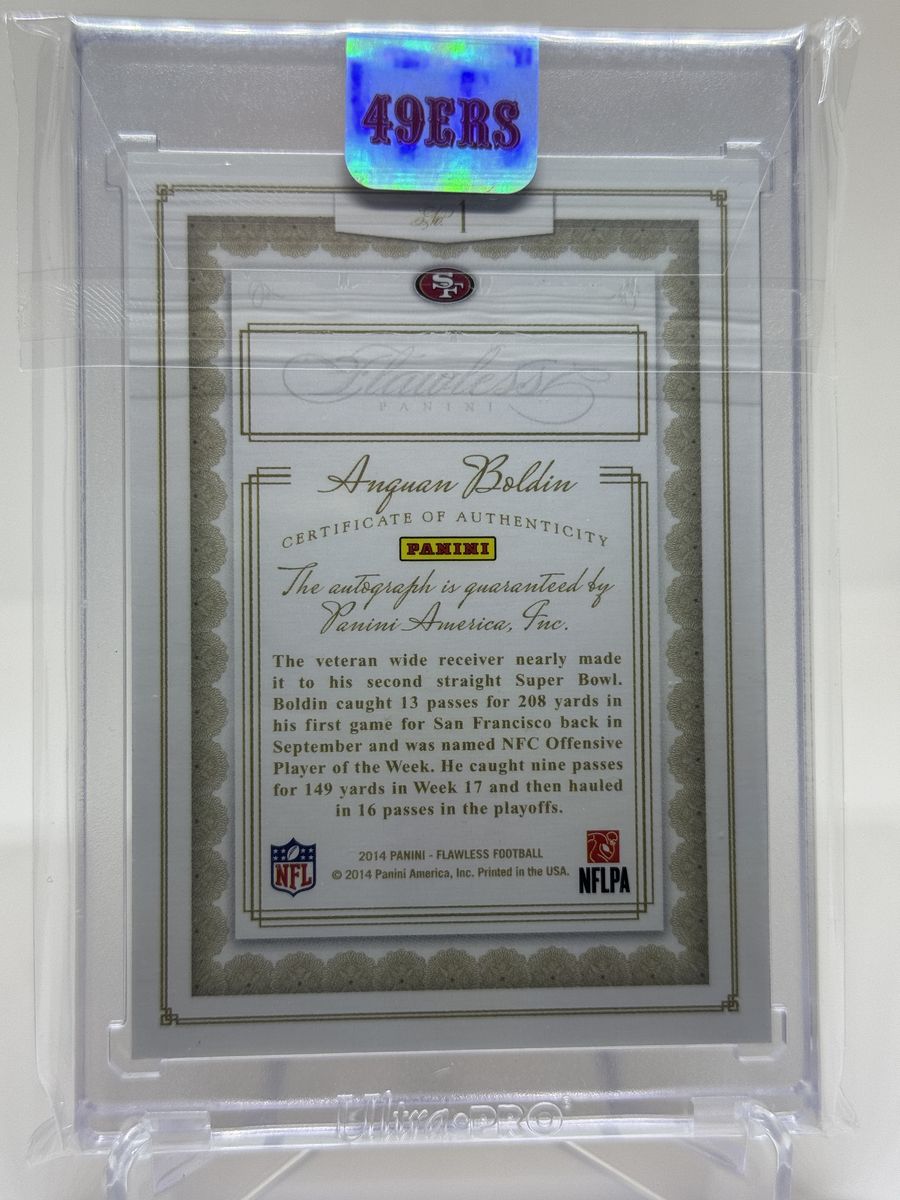 49ERS
1
SF
Flawless
PANINI
Anquan Boldin
CERTIFICATE OF AUTHENTICITY
PANINI
The autograph is guaranteed by
Panini America, Inc.
The veteran wide receiver nearly made
it to his second straight Super Bowl.
Boldin caught 13 passes for 208 yards in
his first game for San Francisco back in
September and was named NFC Offensive
Player of the Week. He caught nine passes
for 149 yards in Week 17 and then hauled
in 16 passes in the playoffs.
NFL
2014 PANINI - FLAWLESS FOOTBALL
© 2014 Panini America, Inc. Printed in the USA.
NFLPA
Ultra•PRO